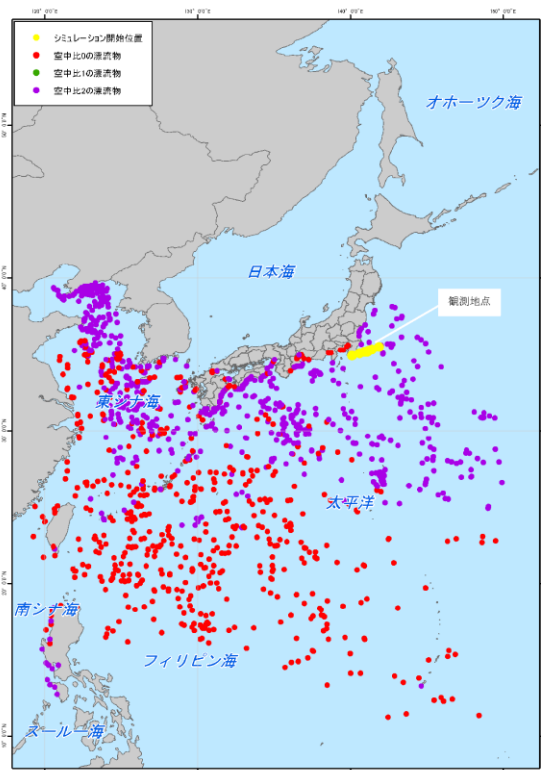 シミュレーション開始位置
空中比0の漂流物
空中比1の漂流物
空中比2の漂流物
オホーツク海
日本海
観測地点
東シナ海
太平洋
南シナ海
フィリピン海
スールー海